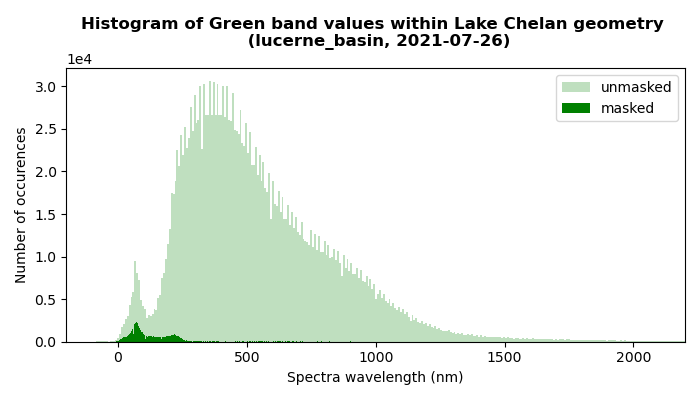 Histogram of Green band values within Lake Chelan geometry
(lucerne_basin, 2021-07-26)
1e4
unmasked
masked
Number of occurences
3.0
2.5
2.0
1.5
1.0
0.5
0.0
0 500 1000 1500 2000
Spectra wavelength (nm)